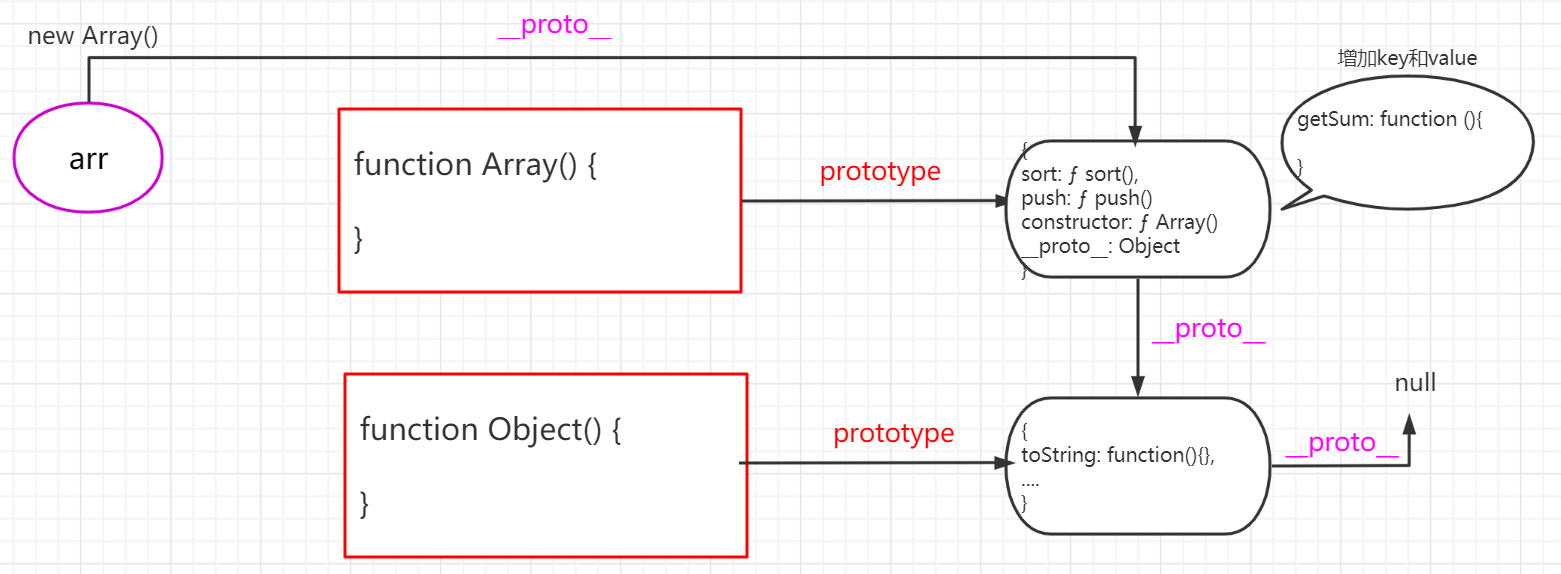 new Array()
__proto__
增加key和value
arr
function Array() {
}
prototype
{
sort: ƒ sort(),
push: ƒ push()
constructor: ƒ Array()
__proto__: Object
}
getSum: function (){
}
__proto__
function Object() {
}
prototype
{
toString: function(){},
....
}
__proto__
null